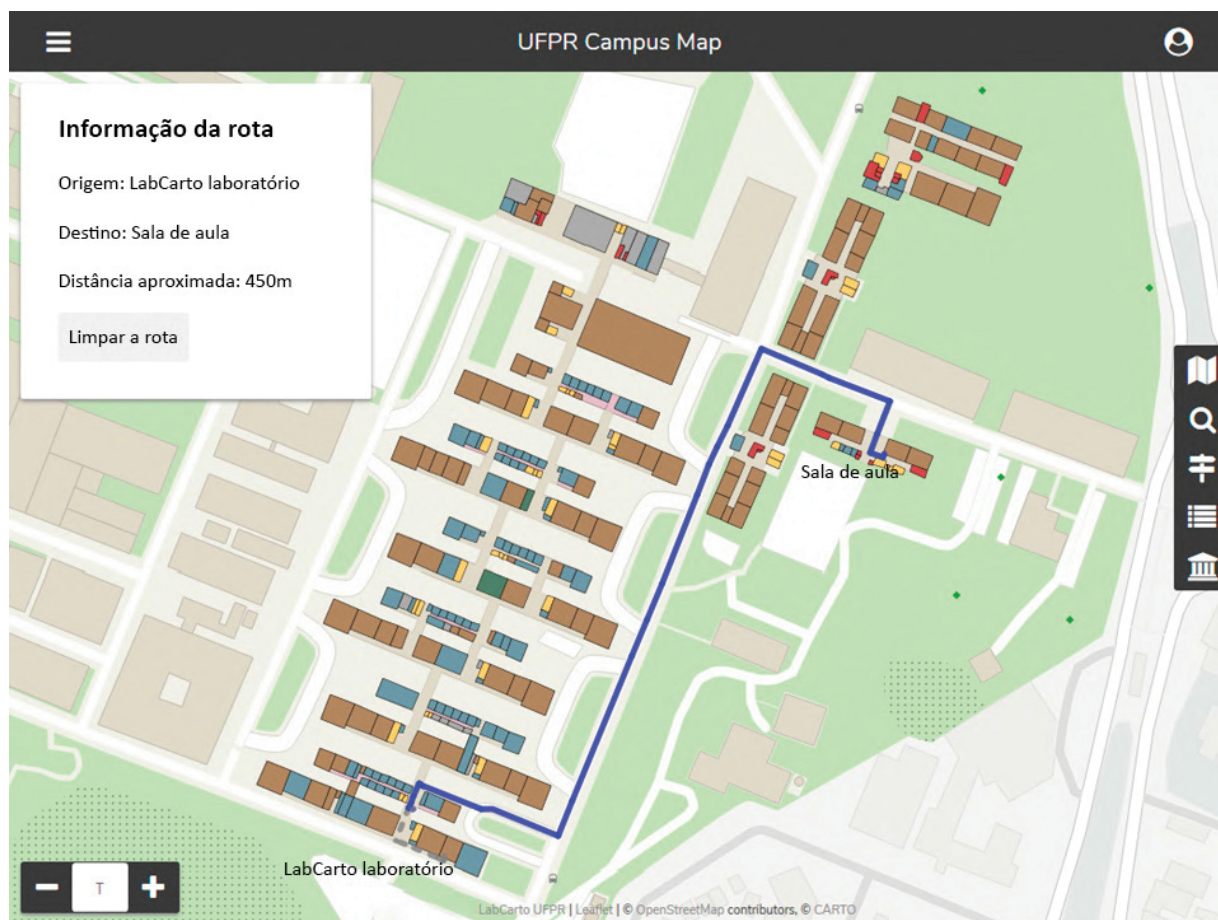 UFPR Campus Map
Informação da rota
Origem: LabCarto laboratório
Destino: Sala de aula
Distância aproximada: 450m
Limpar a rota
Sala de aula
LabCarto laboratório
T
LabCarto UFPR | Leaflet | © OpenStreetMap contributors, © CARTO